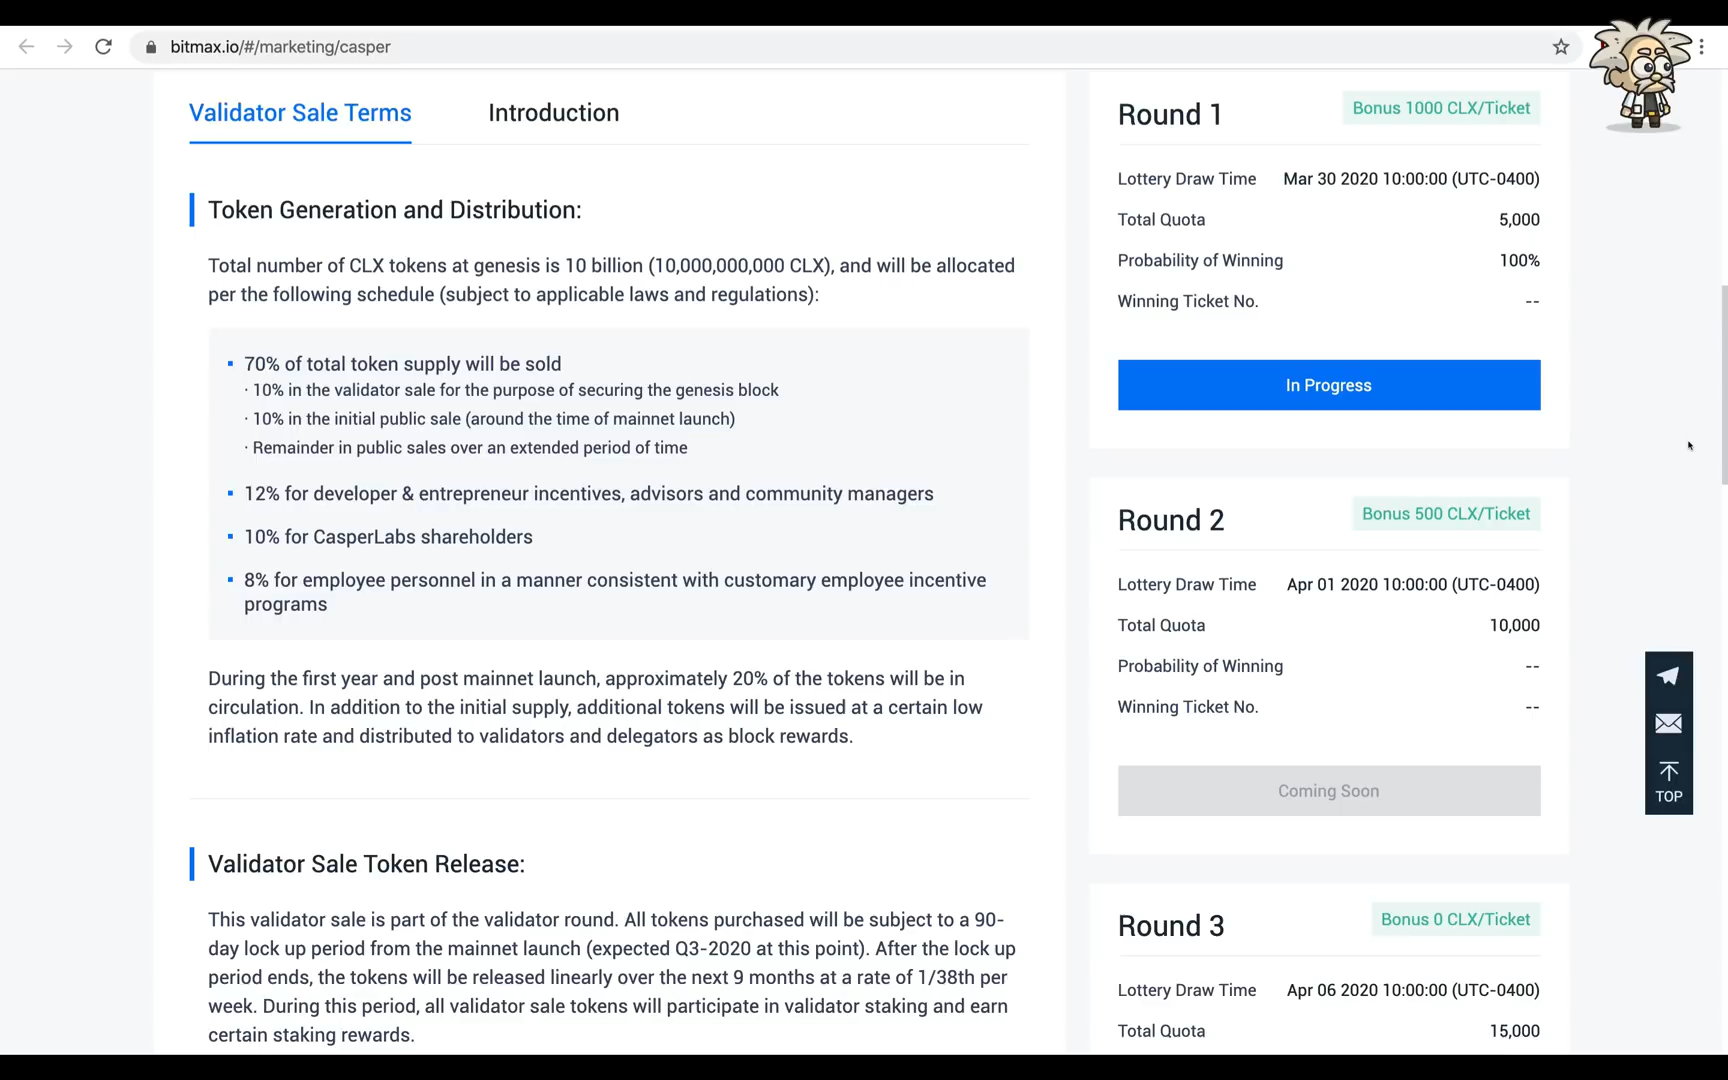 bitmax.io/#/marketing/casper
Validator Sale Terms
Introduction
Token Generation and Distribution:
Total number of CLX tokens at genesis is 10 billion (10,000,000,000 CLX), and will be allocated
per the following schedule (subject to applicable laws and regulations):
70% of total token supply will be sold
· 10% in the validator sale for the purpose of securing the genesis block
· 10% in the initial public sale (around the time of mainnet launch)
· Remainder in public sales over an extended period of time
12% for developer & entrepreneur incentives, advisors and community managers
10% for CasperLabs shareholders
8% for employee personnel in a manner consistent with customary employee incentive
programs
During the first year and post mainnet launch, approximately 20% of the tokens will be in
circulation. In addition to the initial supply, additional tokens will be issued at a certain low
inflation rate and distributed to validators and delegators as block rewards.
Validator Sale Token Release:
This validator sale is part of the validator round. All tokens purchased will be subject to a 90-
day lock up period from the mainnet launch (expected Q3-2020 at this point). After the lock up
period ends, the tokens will be released linearly over the next 9 months at a rate of 1/38th per
week. During this period, all validator sale tokens will participate in validator staking and earn
certain staking rewards.
Round 1
Bonus 1000 CLX/Ticket
Lottery Draw Time Mar 30 2020 10:00:00 (UTC-0400)
Total Quota 5,000
Probability of Winning 100%
Winning Ticket No. --
In Progress
Round 2
Bonus 500 CLX/Ticket
Lottery Draw Time Apr 01 2020 10:00:00 (UTC-0400)
Total Quota 10,000
Probability of Winning --
Winning Ticket No. --
Coming Soon
Round 3
Bonus 0 CLX/Ticket
Lottery Draw Time Apr 06 2020 10:00:00 (UTC-0400)
Total Quota 15,000
TOP